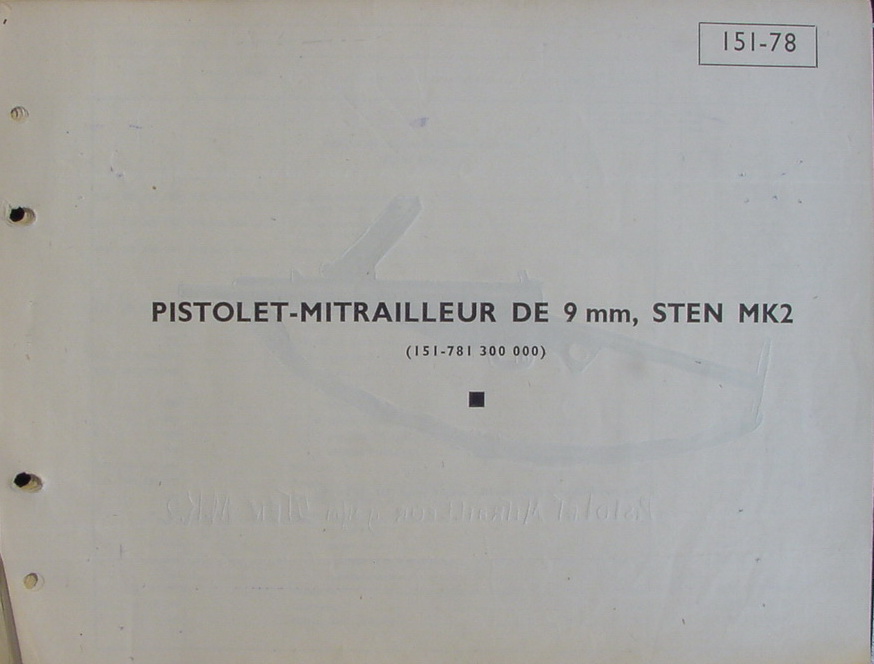 151-78
PISTOLET-MITRAILLEUR DE 9 mm, STEN MK2
(151-781 300 000)